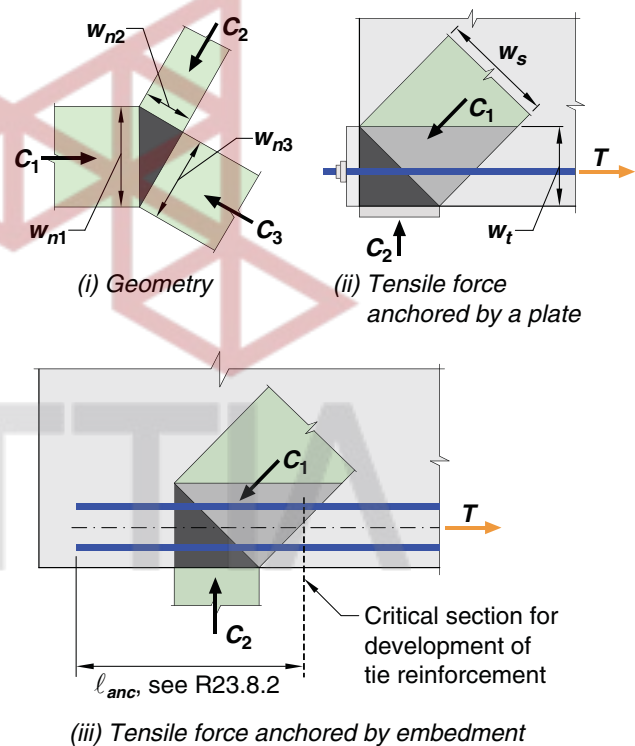 w_n2
C_2
C_1
w_n1
w_n3
C_3
(i) Geometry
w_s
C_1
T
w_t
C_2
(ii) Tensile force
anchored by a plate
C_1
T
C_2
Critical section for
development of
tie reinforcement
ℓ_anc, see R23.8.2
(iii) Tensile force anchored by embedment